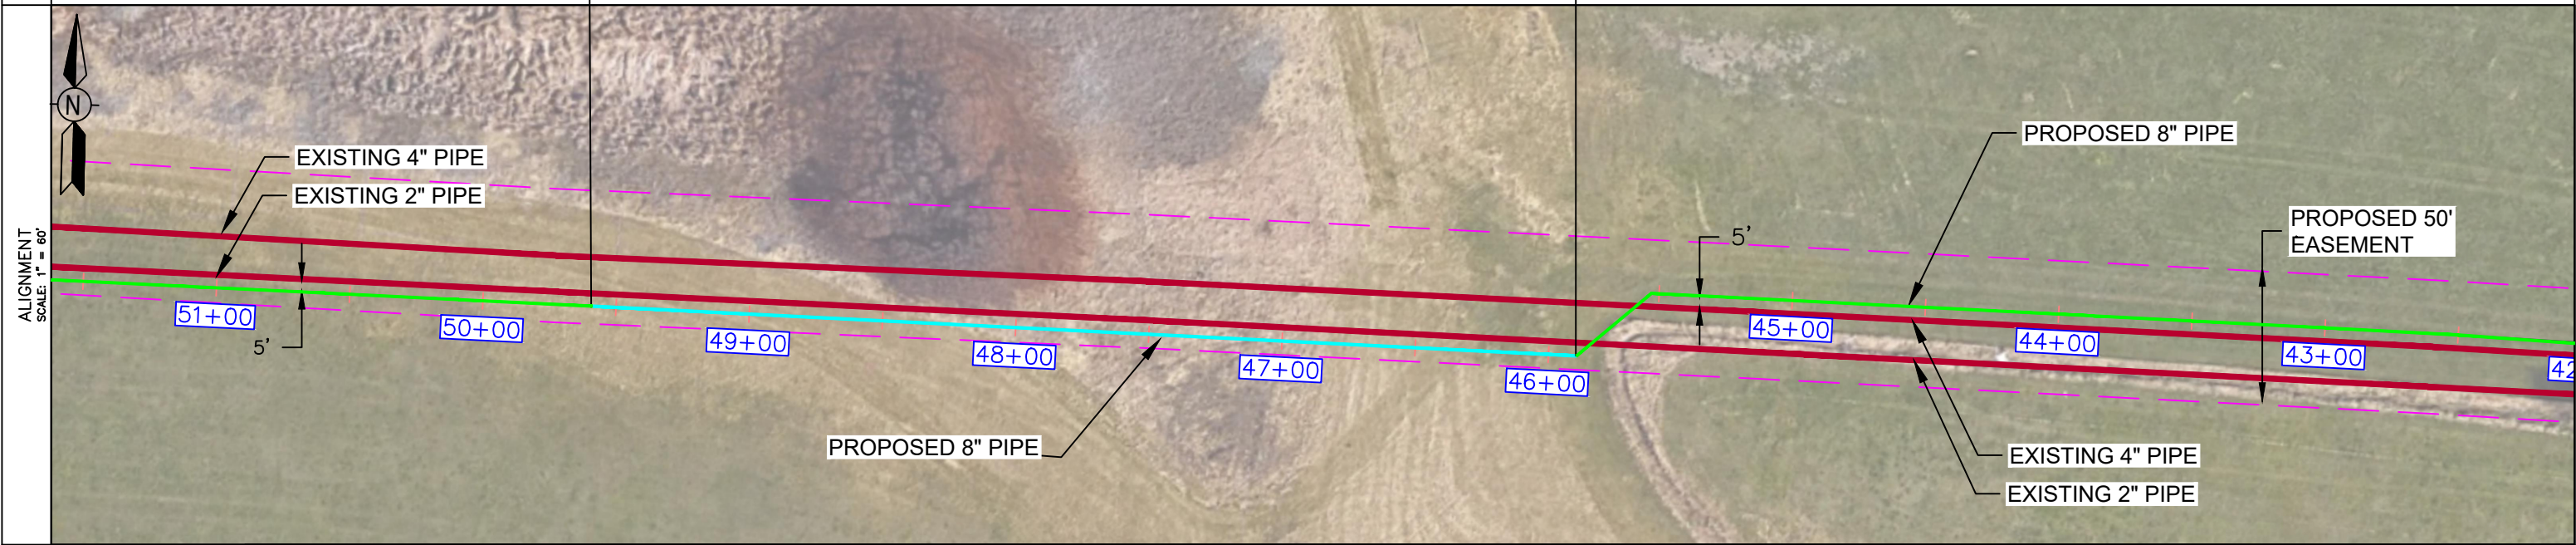 ALIGNMENT
SCALE: 1" = 60'
N
EXISTING 4" PIPE
EXISTING 2" PIPE
51+00
5'
50+00
49+00
48+00
47+00
46+00
PROPOSED 8" PIPE
5'
PROPOSED 8" PIPE
PROPOSED 50'
EASEMENT
45+00
44+00
43+00
42
EXISTING 4" PIPE
EXISTING 2" PIPE